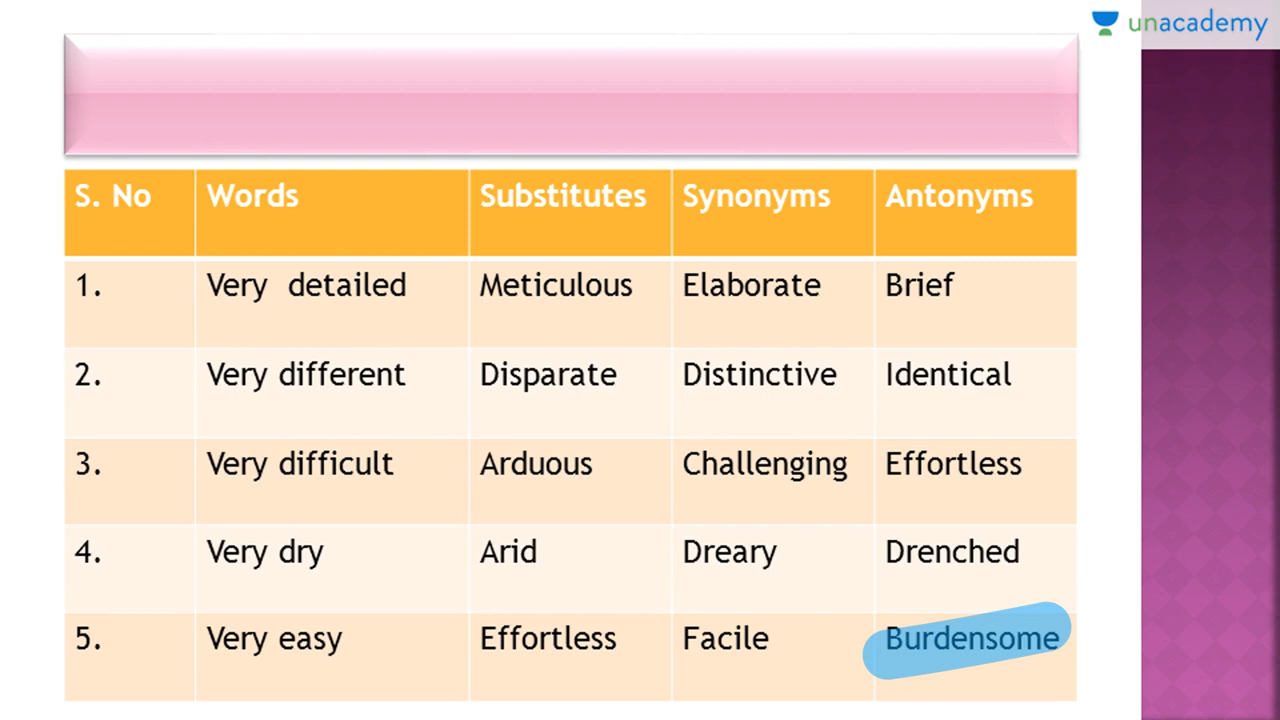 unacademy
S. No Words Substitutes Synonyms Antonyms
1. Very detailed Meticulous Elaborate Brief
2. Very different Disparate Distinctive Identical
3. Very difficult Arduous Challenging Effortless
4. Very dry Arid Dreary Drenched
5. Very easy Effortless Facile Burdensome